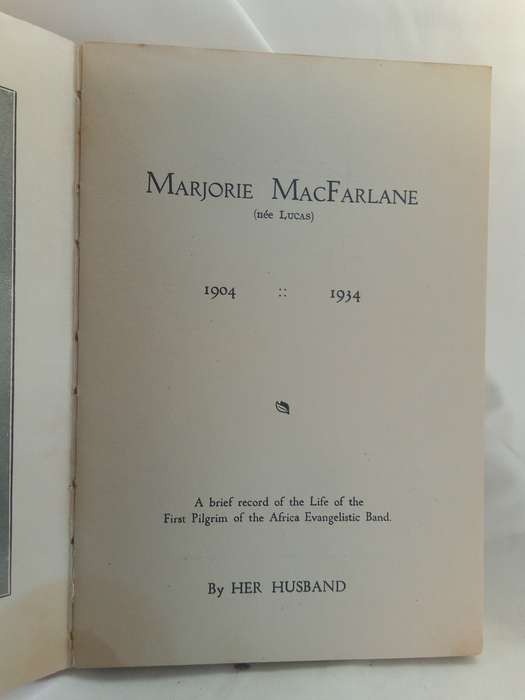 MARJORIE MACFARLANE
(née LUCAS)
1904 :: 1934
A brief record of the Life of the
First Pilgrim of the Africa Evangelistic Band.
By HER HUSBAND